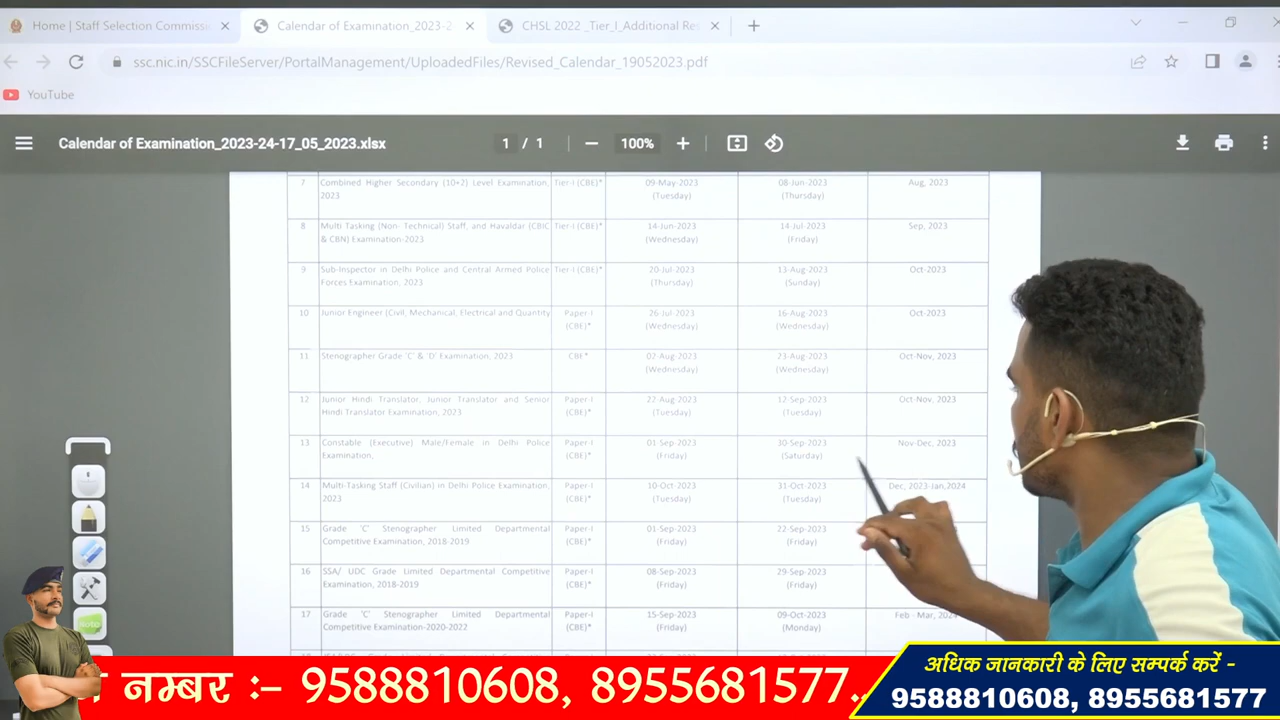 Home | Staff Selection Commissi
Calendar of Examination_2023-2
CHSL 2022 _Tier_I_Additional Res
ssc.nic.in/SSCFileServer/PortalManagement/UploadedFiles/Revised_Calendar_19052023.pdf
YouTube
Calendar of Examination_2023-24-17_05_2023.xlsx
1 / 1
100%
7 Combined Higher Secondary (10+2) Level Examination, Tier-I (CBE)* 09-May-2023 08-Jun-2023 Aug, 2023
2023 (Tuesday) (Thursday)
8 Multi Tasking (Non- Technical) Staff, and Havaldar (CBIC Tier-I (CBE)* 14-Jun-2023 14-Jul-2023 Sep, 2023
& CBN) Examination-2023 (Wednesday) (Friday)
9 Sub-Inspector in Delhi Police and Central Armed Police Tier-I (CBE)* 20-Jul-2023 13-Aug-2023 Oct-2023
Forces Examination, 2023 (Thursday) (Sunday)
10 Junior Engineer (Civil, Mechanical, Electrical and Quantity Paper-I 26-Jul-2023 16-Aug-2023 Oct-2023
(CBE)* (Wednesday) (Wednesday)
11 Stenographer Grade 'C' & 'D' Examination, 2023 CBE* 02-Aug-2023 23-Aug-2023 Oct-Nov, 2023
(Wednesday) (Wednesday)
12 Junior Hindi Translator, Junior Translator and Senior Paper-I 22-Aug-2023 12-Sep-2023 Oct-Nov, 2023
Hindi Translator Examination, 2023 (CBE)* (Tuesday) (Tuesday)
13 Constable (Executive) Male/Female in Delhi Police Paper-I 01-Sep-2023 30-Sep-2023 Nov-Dec, 2023
Examination, (CBE)* (Friday) (Saturday)
14 Multi-Tasking Staff (Civilian) in Delhi Police Examination, Paper-I 10-Oct-2023 31-Oct-2023 Dec, 2023-Jan,2024
2023 (CBE)* (Tuesday) (Tuesday)
15 Grade 'C' Stenographer Limited Departmental Paper-I 01-Sep-2023 22-Sep-2023
Competitive Examination, 2018-2019 (CBE)* (Friday) (Friday)
16 SSA/ UDC Grade Limited Departmental Competitive Paper-I 08-Sep-2023 29-Sep-2023
Examination, 2018-2019 (CBE)* (Friday) (Friday)
17 Grade 'C' Stenographer Limited Departmental Paper-I 15-Sep-2023 09-Oct-2023 Feb - Mar, 2024
Competitive Examination-2020-2022 (CBE)* (Friday) (Monday)
नम्बर :- 9588810608, 8955681577..
अधिक जानकारी के लिए सम्पर्क करें -
9588810608, 8955681577